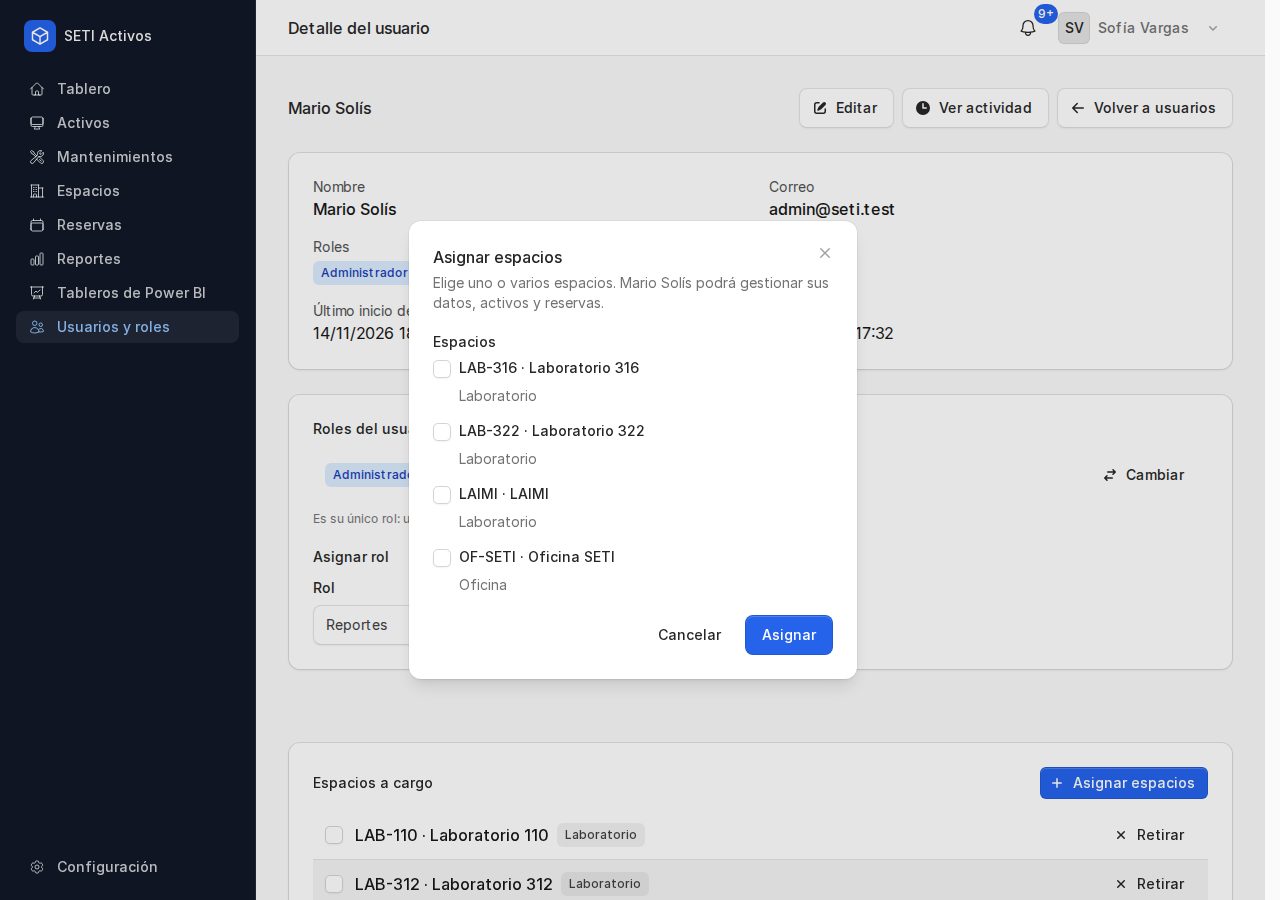 SETI Activos
Tablero
Activos
Mantenimientos
Espacios
Reservas
Reportes
Tableros de Power BI
Usuarios y roles
Configuración
Detalle del usuario
9+
SV
Sofía Vargas
Mario Solís
Editar
Ver actividad
Volver a usuarios
Nombre
Mario Solís
Correo
admin@seti.test
Roles
Administrador
Último inicio de
14/11/2026 18
17:32
Roles del usu
Administrado
Cambiar
Es su único rol: u
Asignar rol
Rol
Reportes
Asignar espacios
Elige uno o varios espacios. Mario Solís podrá gestionar sus
datos, activos y reservas.
Espacios
LAB-316 · Laboratorio 316
Laboratorio
LAB-322 · Laboratorio 322
Laboratorio
LAIMI · LAIMI
Laboratorio
OF-SETI · Oficina SETI
Oficina
Cancelar
Asignar
Espacios a cargo
Asignar espacios
LAB-110 · Laboratorio 110
Laboratorio
Retirar
LAB-312 · Laboratorio 312
Laboratorio
Retirar